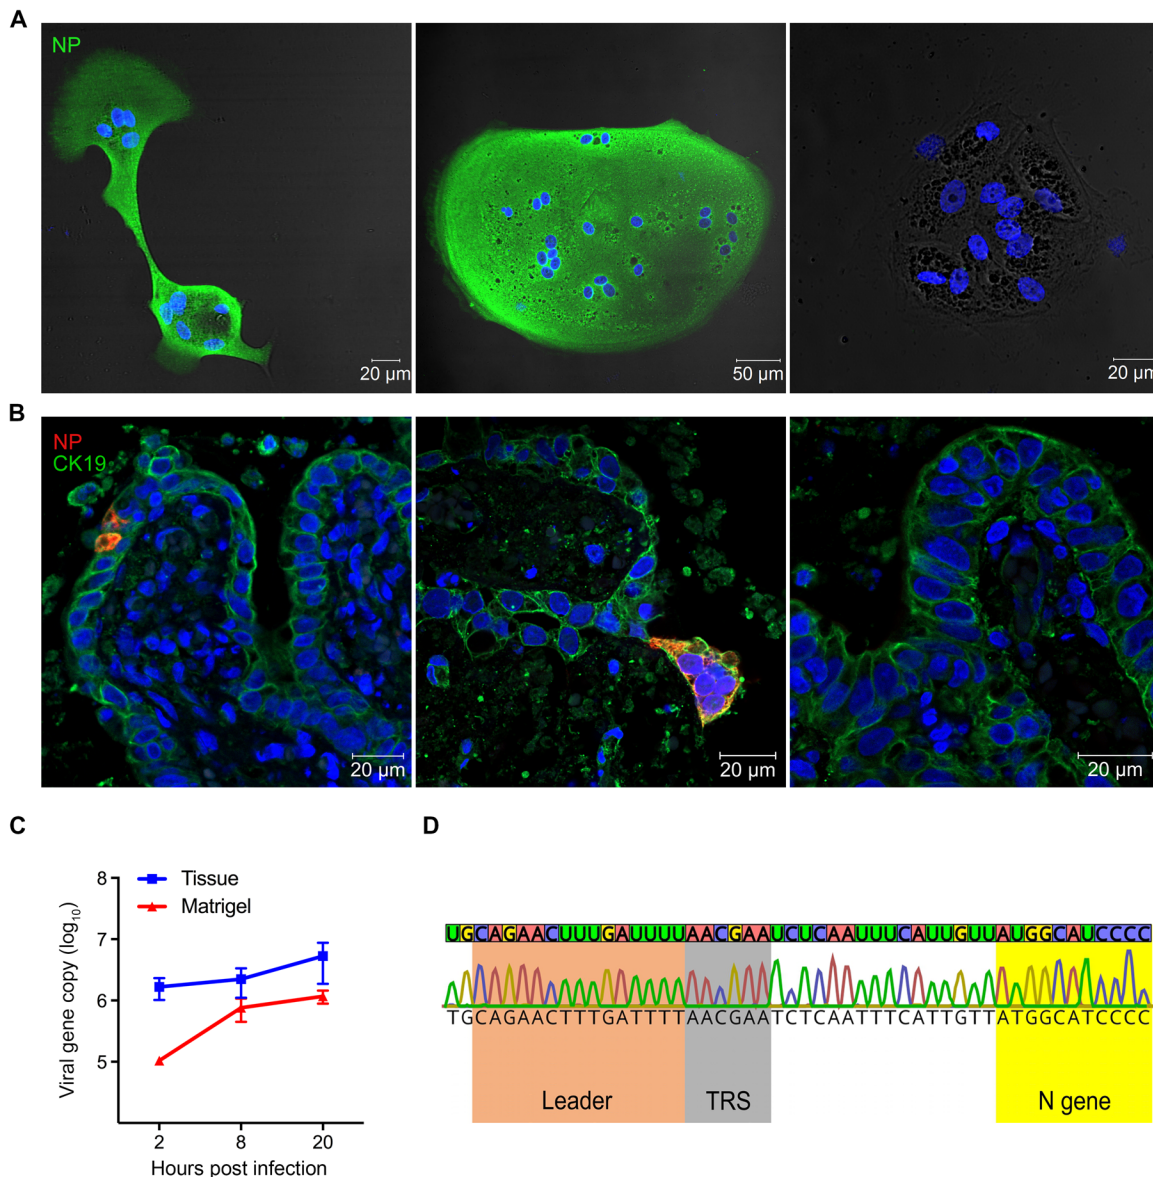 A
NP
20 µm
50 µm
20 µm
B
NP
CK19
20 µm
20 µm
20 µm
C
D
Viral gene copy (log10)
8
7
6
5
Tissue
Matrigel
2
8
20
Hours post infection
UGCAGAACUUUGAUUUUAACGAAUCUCAAUUUCAUUGUUAUGGCAUCCCC
TGCAGAACTTTGATTTTAACGAATCTCAATTTCATTGTTATGGCATCCCC
Leader
TRS
N gene